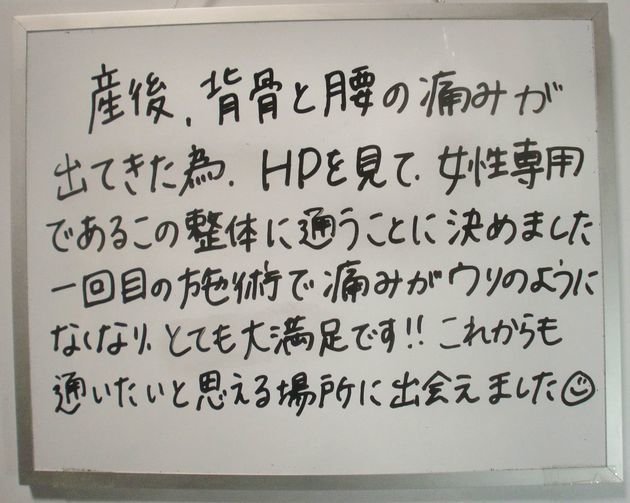 産後、背骨と腰の痛みが
出てきた為、HPを見て、女性専用
であるこの整体に通うことに決めました
一回目の施術で痛みがウソのように
なくなり、とても大満足です!!これからも
通いたいと思える場所に出会えました☺